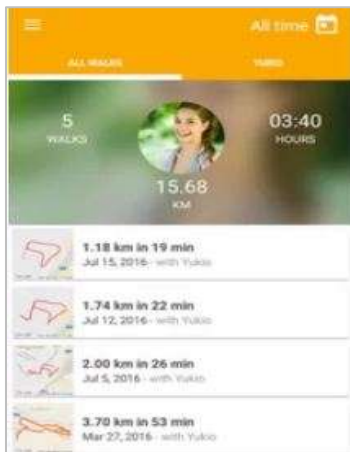 All time
ALL WALKS
YUKIO
5
WALKS
03:40
HOURS
15.68
KM
1.18 km in 19 min
Jul 15, 2016 - with Yukio
1.74 km in 22 min
Jul 12, 2016 - with Yukio
2.00 km in 26 min
Jul 5, 2016 - with Yukio
3.70 km in 53 min
Mar 27, 2016 - with Yukio